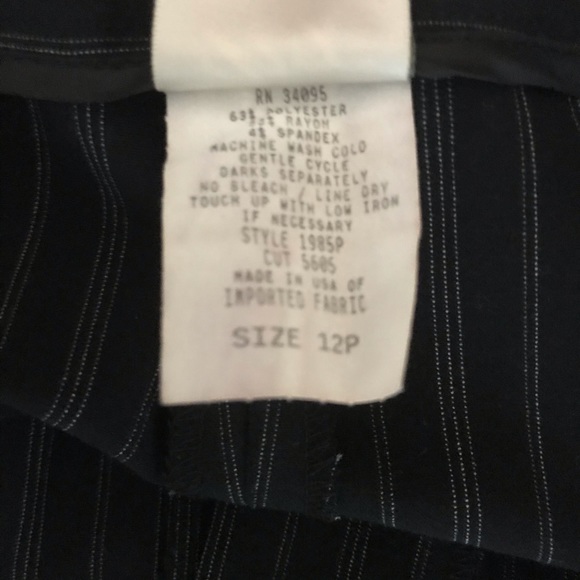 RN 34095
63% POLYESTER
RAYON
4% SPANDEX
MACHINE WASH COLD
GENTLE CYCLE
DARKS SEPARATELY
NO BLEACH / LINE DRY
TOUCH UP WITH LOW IRON
IF NECESSARY
STYLE 1985P
CUT 5605
MADE IN USA OF
IMPORTED FABRIC
SIZE 12P